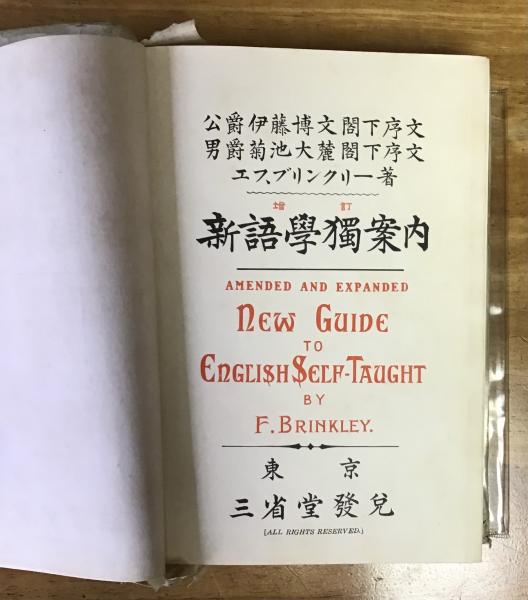 公爵伊藤博文閣下序文
男爵菊池大麓閣下序文
エフ、ブリンクリー著
増訂
新語學獨案内
AMENDED AND EXPANDED
NEW GUIDE
TO
ENGLISH SELF-TAUGHT
BY
F. BRINKLEY.
東京
三省堂發兌
[ALL RIGHTS RESERVED.]